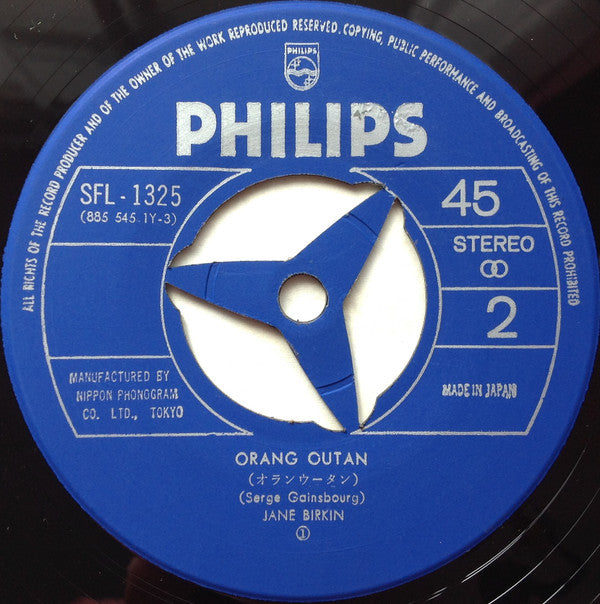 ALL RIGHTS OF THE RECORD PRODUCER AND OF THE OWNER OF THE WORK REPRODUCED RESERVED. COPYING, PUBLIC PERFORMANCE AND BROADCASTING OF THIS RECORD PROHIBITED
PHILIPS
PHILIPS
SFL-1325
(885 545.1Y-3)
45
STEREO
2
MANUFACTURED BY
NIPPON PHONOGRAM
CO. LTD., TOKYO
MADE IN JAPAN
ORANG OUTAN
(オランウータン)
(Serge Gainsbourg)
JANE BIRKIN
①